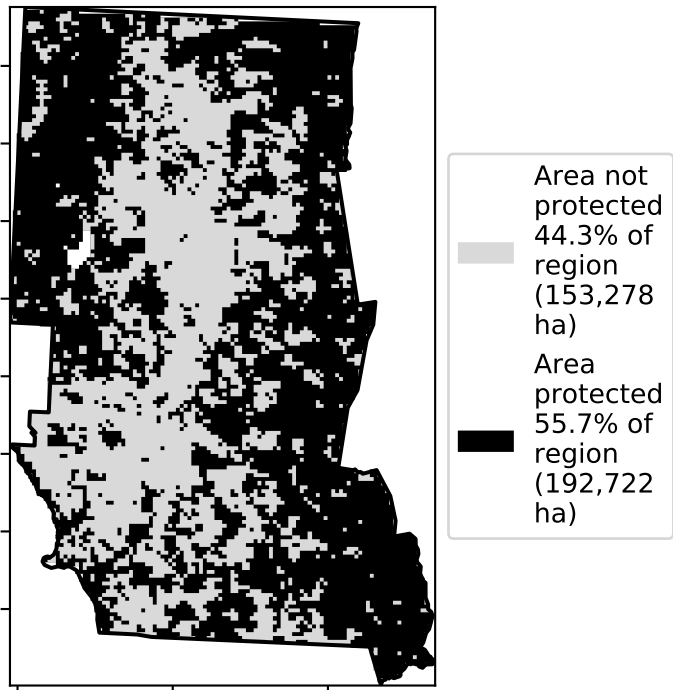 Area not
protected
44.3% of
region
(153,278
ha)
Area
protected
55.7% of
region
(192,722
ha)